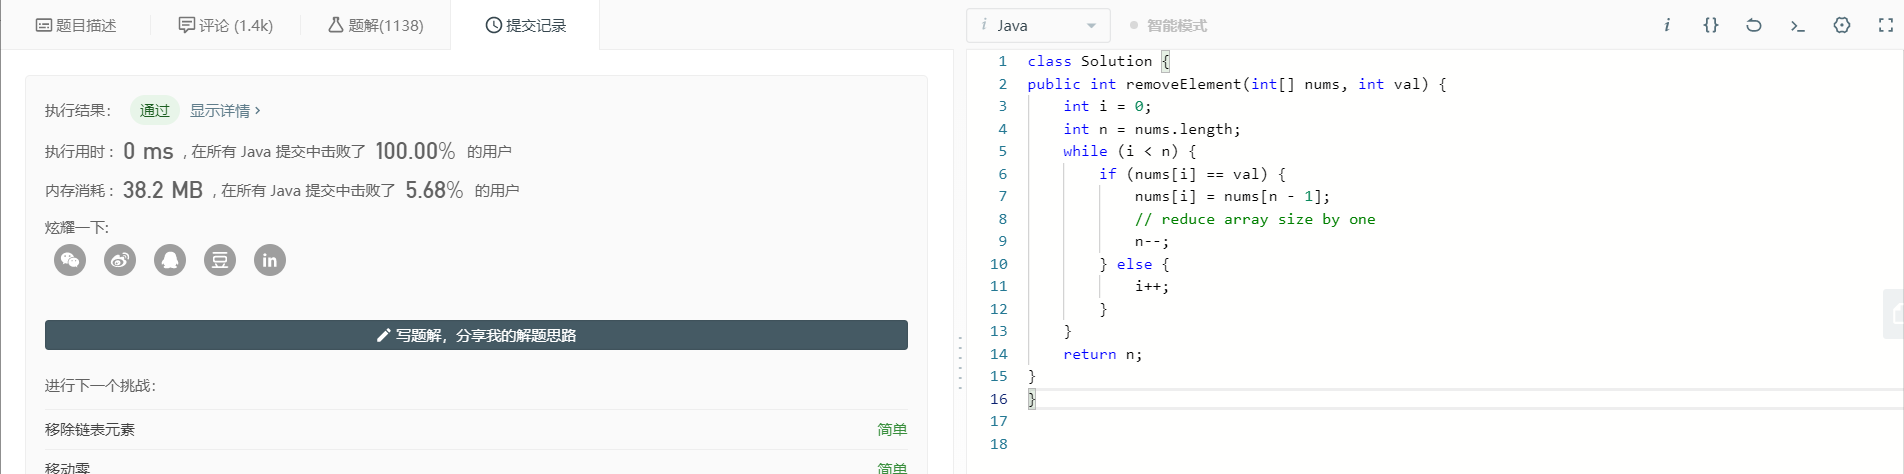 题目描述 评论 (1.4k) 题解(1138) 提交记录
执行结果： 通过 显示详情 ›
执行用时 : 0 ms , 在所有 Java 提交中击败了 100.00% 的用户
内存消耗 : 38.2 MB , 在所有 Java 提交中击败了 5.68% 的用户
炫耀一下:
写题解，分享我的解题思路
进行下一个挑战：
移除链表元素 简单
移动零 简单
i Java 智能模式 i {} >_
1 class Solution {
2 public int removeElement(int[] nums, int val) {
3     int i = 0;
4     int n = nums.length;
5     while (i < n) {
6         if (nums[i] == val) {
7             nums[i] = nums[n - 1];
8             // reduce array size by one
9             n--;
10         } else {
11             i++;
12         }
13     }
14     return n;
15 }
16 }
17
18